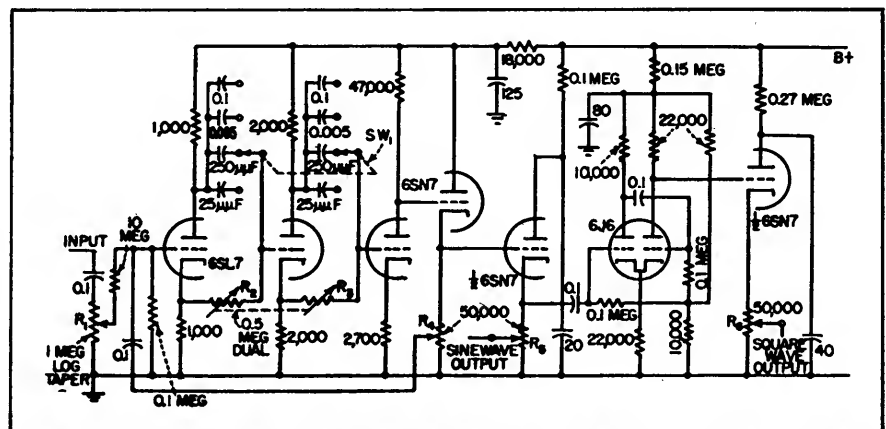 18,000
B+
0.1 MEG
0.15 MEG
47,000
125
0.1
0.1
80
0.27 MEG
1,000
0.005
2,000
0.005
SW1
22,000
250μμF
250μμF
10,000
0.1
25μμF
25μμF
6SN7
10 MEG
6J6
½6SN7
INPUT
6SL7
½6SN7
0.1 MEG
0.1
R2
R3
0.1
0.1 MEG
R1
50,000
50,000
1,000
0.5 MEG DUAL
2,000
2,700
R4
R5
22,000
10,000
R6
0.1
1 MEG LOG TAPER
SINEWAVE OUTPUT
20
SQUARE WAVE OUTPUT
40
0.1 MEG